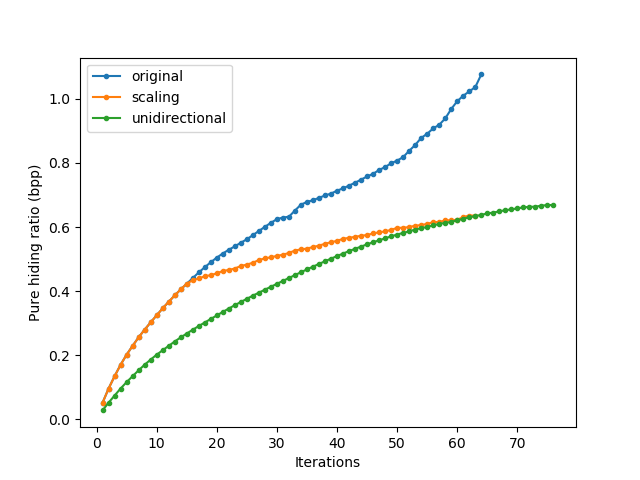 original
scaling
unidirectional
Pure hiding ratio (bpp)
1.0
0.8
0.6
0.4
0.2
0.0
0 10 20 30 40 50 60 70
Iterations